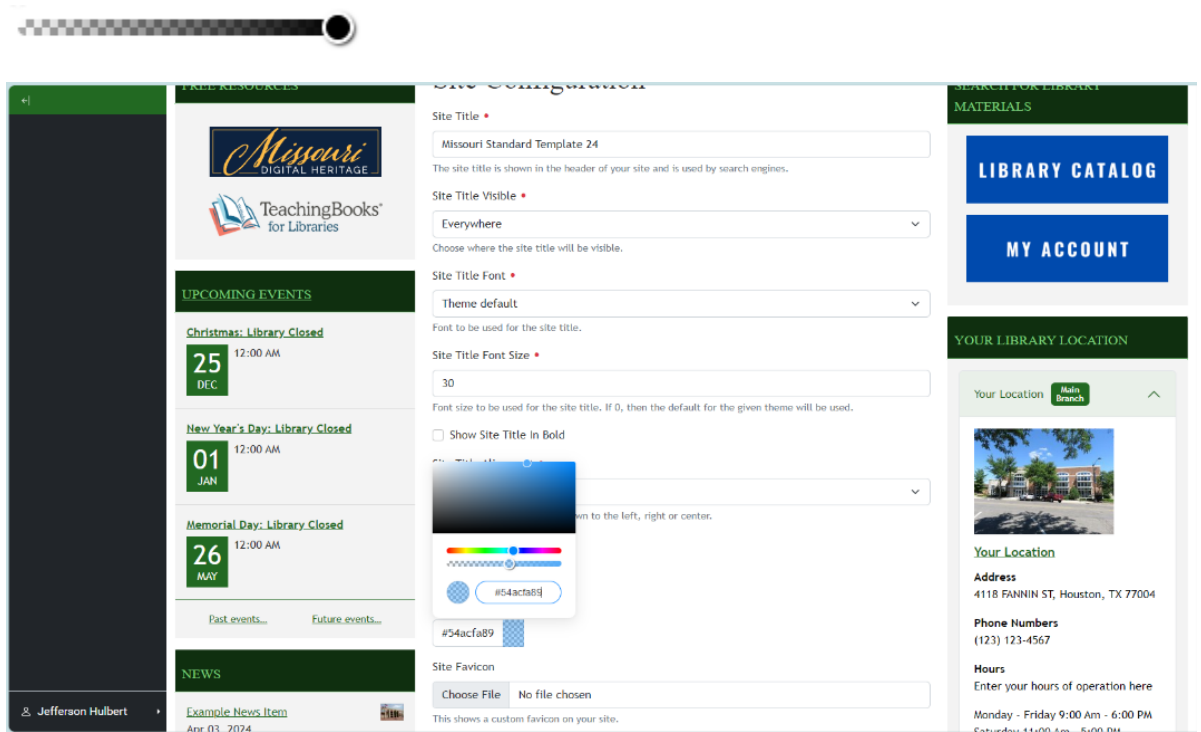 FREE RESOURCES
Missouri
DIGITAL HERITAGE
TeachingBooks
for Libraries
UPCOMING EVENTS
Christmas: Library Closed
25
DEC
12:00 AM
New Year's Day: Library Closed
01
JAN
12:00 AM
Memorial Day: Library Closed
26
MAY
12:00 AM
Past events...
Future events...
NEWS
Example News Item
Apr 03, 2024
Jefferson Hulbert
Site Configuration
Site Title •
Missouri Standard Template 24
The site title is shown in the header of your site and is used by search engines.
Site Title Visible •
Everywhere
Choose where the site title will be visible.
Site Title Font •
Theme default
Font to be used for the site title.
Site Title Font Size •
30
Font size to be used for the site title. If 0, then the default for the given theme will be used.
Show Site Title In Bold
Site Title
wn to the left, right or center.
#54acfa89
#54acfa89
Site Favicon
Choose File
No file chosen
This shows a custom favicon on your site.
SEARCH FOR LIBRARY
MATERIALS
LIBRARY CATALOG
MY ACCOUNT
YOUR LIBRARY LOCATION
Your Location
Main
Branch
Your Location
Address
4118 FANNIN ST, Houston, TX 77004
Phone Numbers
(123) 123-4567
Hours
Enter your hours of operation here
Monday - Friday 9:00 Am - 6:00 PM
Saturday 11:00 Am - 5:00 PM